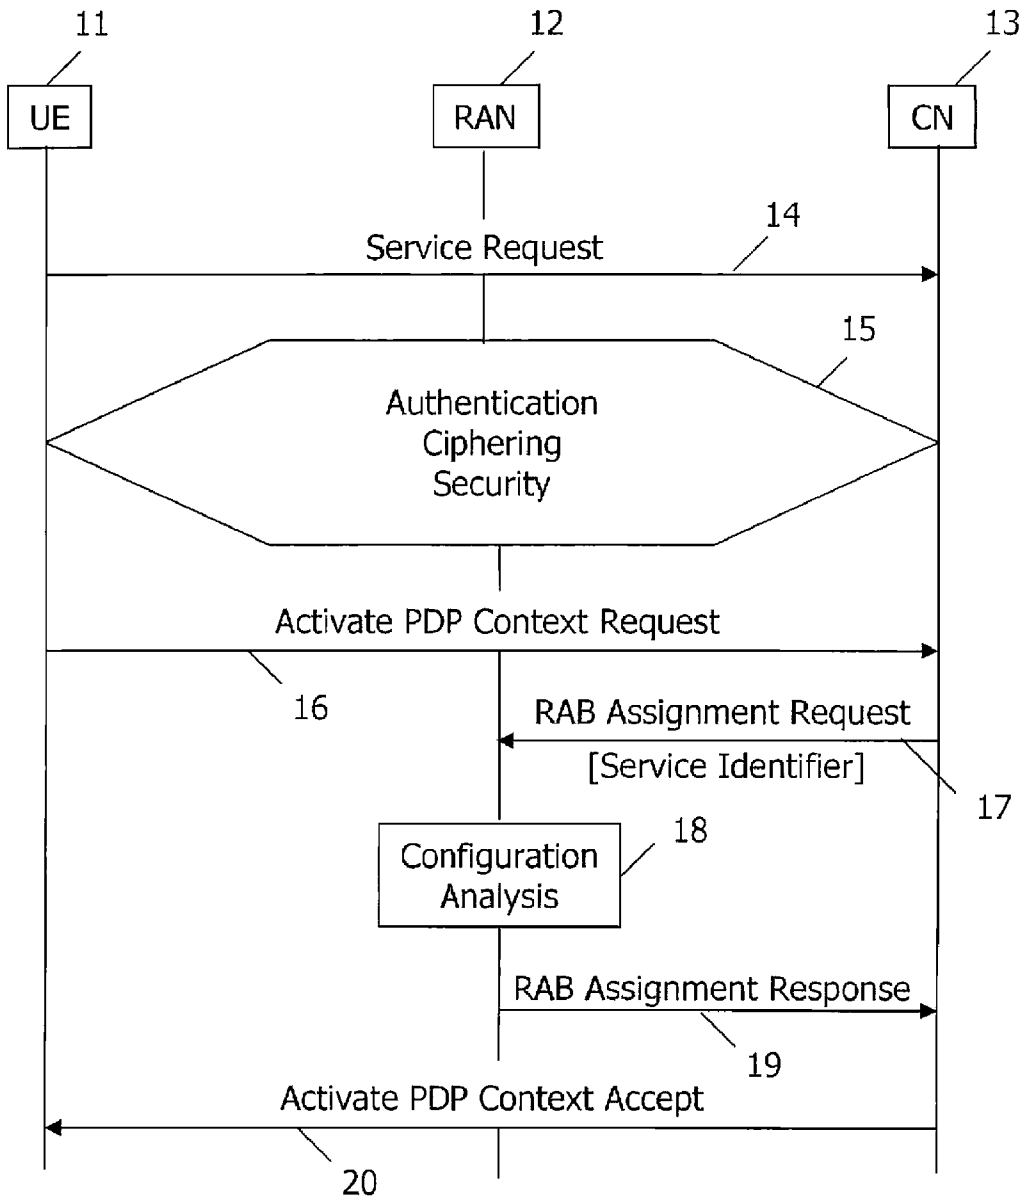 11
12
13
UE
RAN
CN
14
Service Request
15
Authentication
Ciphering
Security
Activate PDP Context Request
16
RAB Assignment Request
[Service Identifier]
17
18
Configuration
Analysis
RAB Assignment Response
19
Activate PDP Context Accept
20